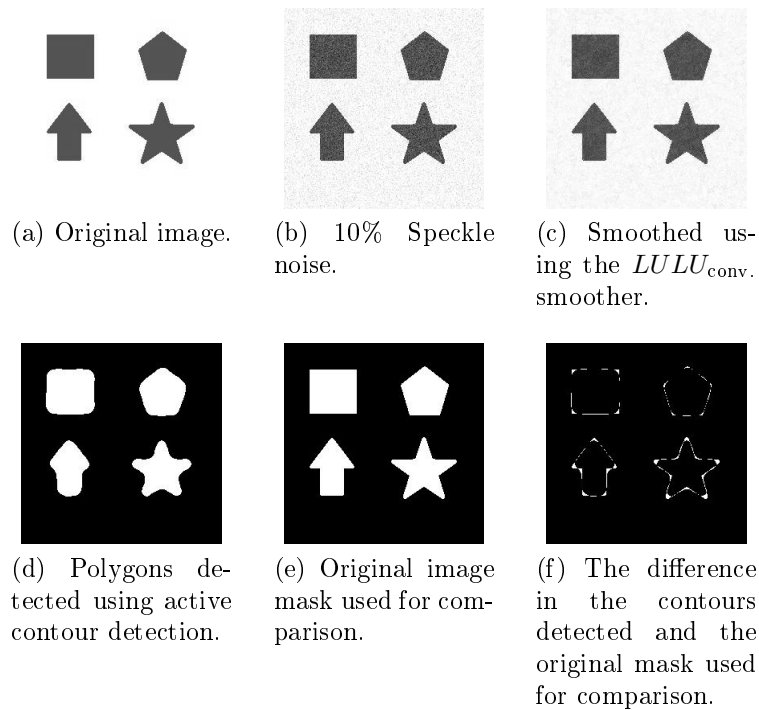 (a) Original image.
(b) 10% Speckle
noise.
(c) Smoothed us-
ing the LULU_conv.
smoother.
(d) Polygons de-
tected using active
contour detection.
(e) Original image
mask used for com-
parison.
(f) The difference
in the contours
detected and the
original mask used
for comparison.